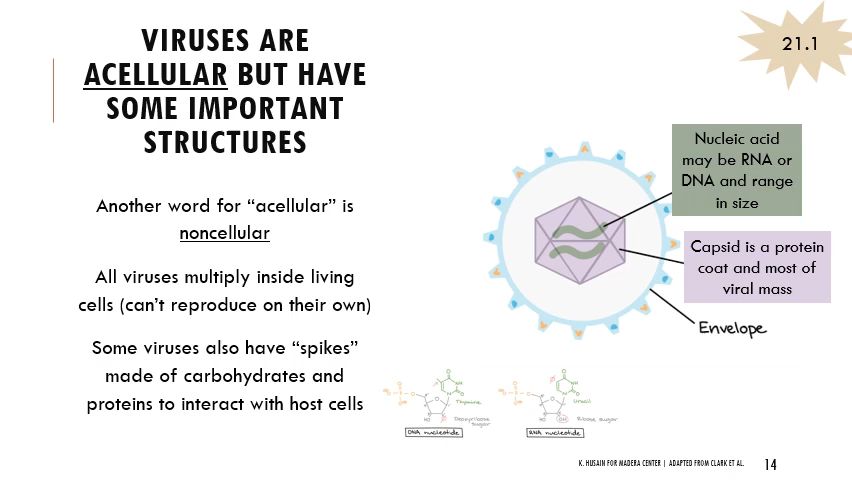 VIRUSES ARE
ACELLULAR BUT HAVE
SOME IMPORTANT
STRUCTURES
21.1
Another word for “acellular” is
noncellular
All viruses multiply inside living
cells (can’t reproduce on their own)
Some viruses also have “spikes”
made of carbohydrates and
proteins to interact with host cells
Nucleic acid
may be RNA or
DNA and range
in size
Capsid is a protein
coat and most of
viral mass
Envelope
Thymine
Deoxyribose
sugar
DNA nucleotide
Uracil
OH
Ribose sugar
RNA nucleotide
K. HUSAIN FOR MADERA CENTER | ADAPTED FROM CLARK ET AL.
14